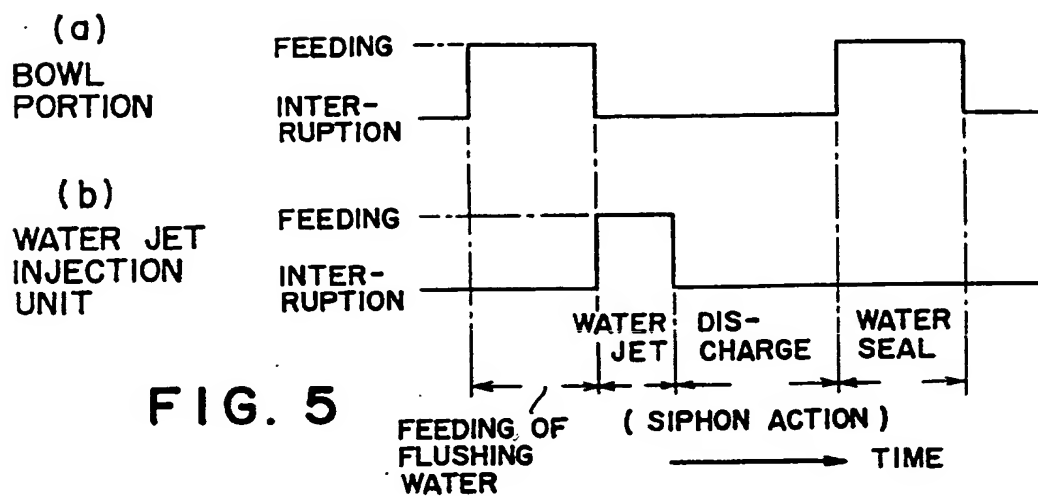 (a)
BOWL
PORTION
FEEDING
INTER-
RUPTION
(b)
WATER JET
INJECTION
UNIT
FEEDING
INTER-
RUPTION
WATER
JET
DIS-
CHARGE
WATER
SEAL
FIG. 5
FEEDING OF
FLUSHING
WATER
( SIPHON ACTION )
TIME